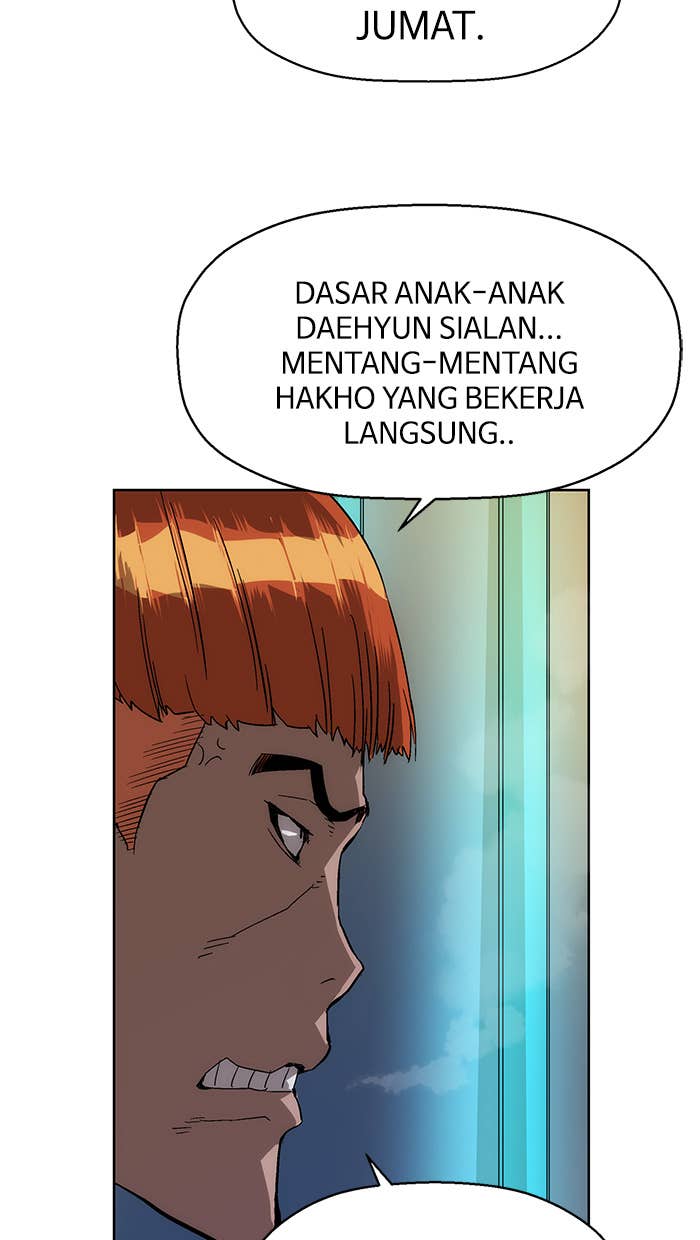 JUMAT.
DASAR ANAK-ANAK
DAEHYUN SIALAN...
MENTANG-MENTANG
HAKHO YANG BEKERJA
LANGSUNG..